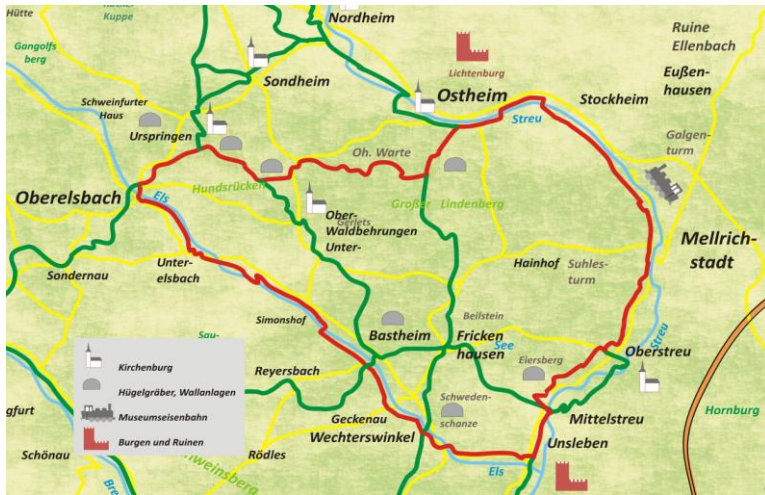 Hütte
Kuppe
Nordheim
Gangolfs
berg
Ruine
Ellenbach
Sondheim
Lichtenburg
Eußen-
hausen
Ostheim
Stockheim
Schweinfurter
Haus
Urspringen
Streu
Galgen-
turm
Oh. Warte
Oberelsbach
Els
Hundsrücken
Großer Lindenberg
Ober-
Waldbehrungen
Gerlets
Unter-
Mellrich-
stadt
Sondernau
Unter-
elsbach
Hainhof
Suhles-
turm
Simonshof
Beilstein
Sau-
Bastheim
Fricken
hausen
See
Streu
Oberstreu
Eiersberg
Kirchenburg
Reyersbach
Hügelgräber, Wallanlagen
Schweden-
schanze
Mittelstreu
Hornburg
gfurt
Museumseisenbahn
Geckenau
Wechterswinkel
Unsleben
Burgen und Ruinen
Schönau
Rödles
Els
weinsberg
Bre